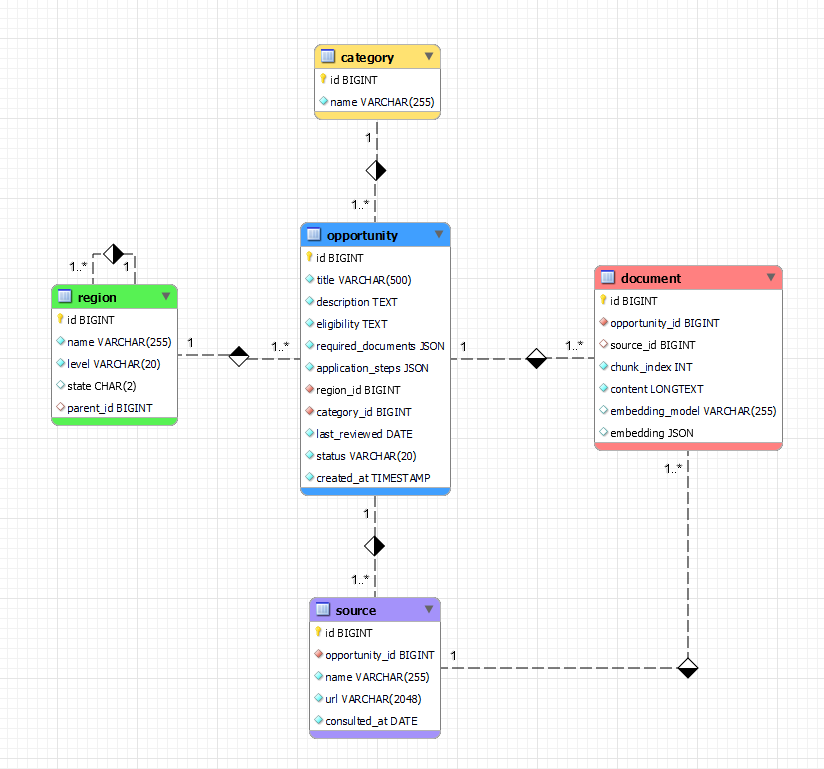 category
id BIGINT
name VARCHAR(255)
1
1..*
opportunity
id BIGINT
title VARCHAR(500)
description TEXT
eligibility TEXT
required_documents JSON
application_steps JSON
region_id BIGINT
category_id BIGINT
last_reviewed DATE
status VARCHAR(20)
created_at TIMESTAMP
1..*
1
region
id BIGINT
name VARCHAR(255)
level VARCHAR(20)
state CHAR(2)
parent_id BIGINT
1
1..*
1
1..*
document
id BIGINT
opportunity_id BIGINT
source_id BIGINT
chunk_index INT
content LONGTEXT
embedding_model VARCHAR(255)
embedding JSON
1..*
1
1..*
source
id BIGINT
opportunity_id BIGINT
name VARCHAR(255)
url VARCHAR(2048)
consulted_at DATE
1